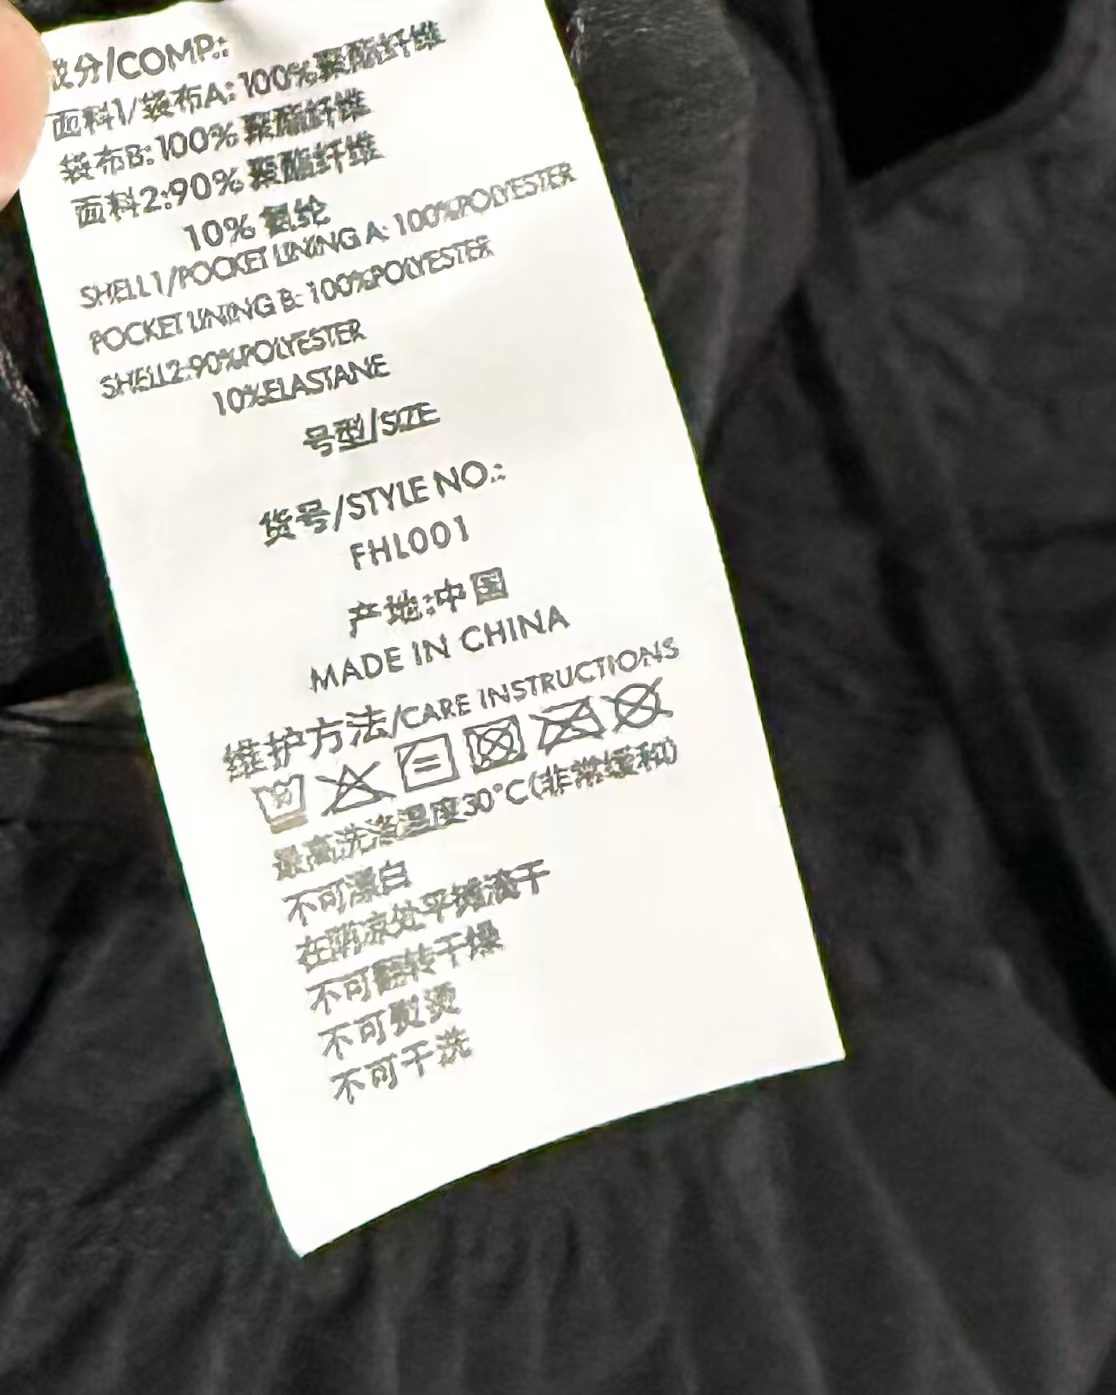 成分/COMP.:
面料1/袋布A:100%聚酯纤维
袋布B:100%聚酯纤维
面料2:90%聚酯纤维
10%氨纶
SHELL1/POCKET LINING A: 100%POLYESTER
POCKET LINING B: 100%POLYESTER
SHELL2:90%POLYESTER
10%ELASTANE
号型/SIZE
货号/STYLE NO.:
FHL001
产地:中国
MADE IN CHINA
维护方法/CARE INSTRUCTIONS
最高洗涤温度30°C(非常缓和)
不可漂白
在阴凉处平摊滴干
不可翻转干燥
不可熨烫
不可干洗